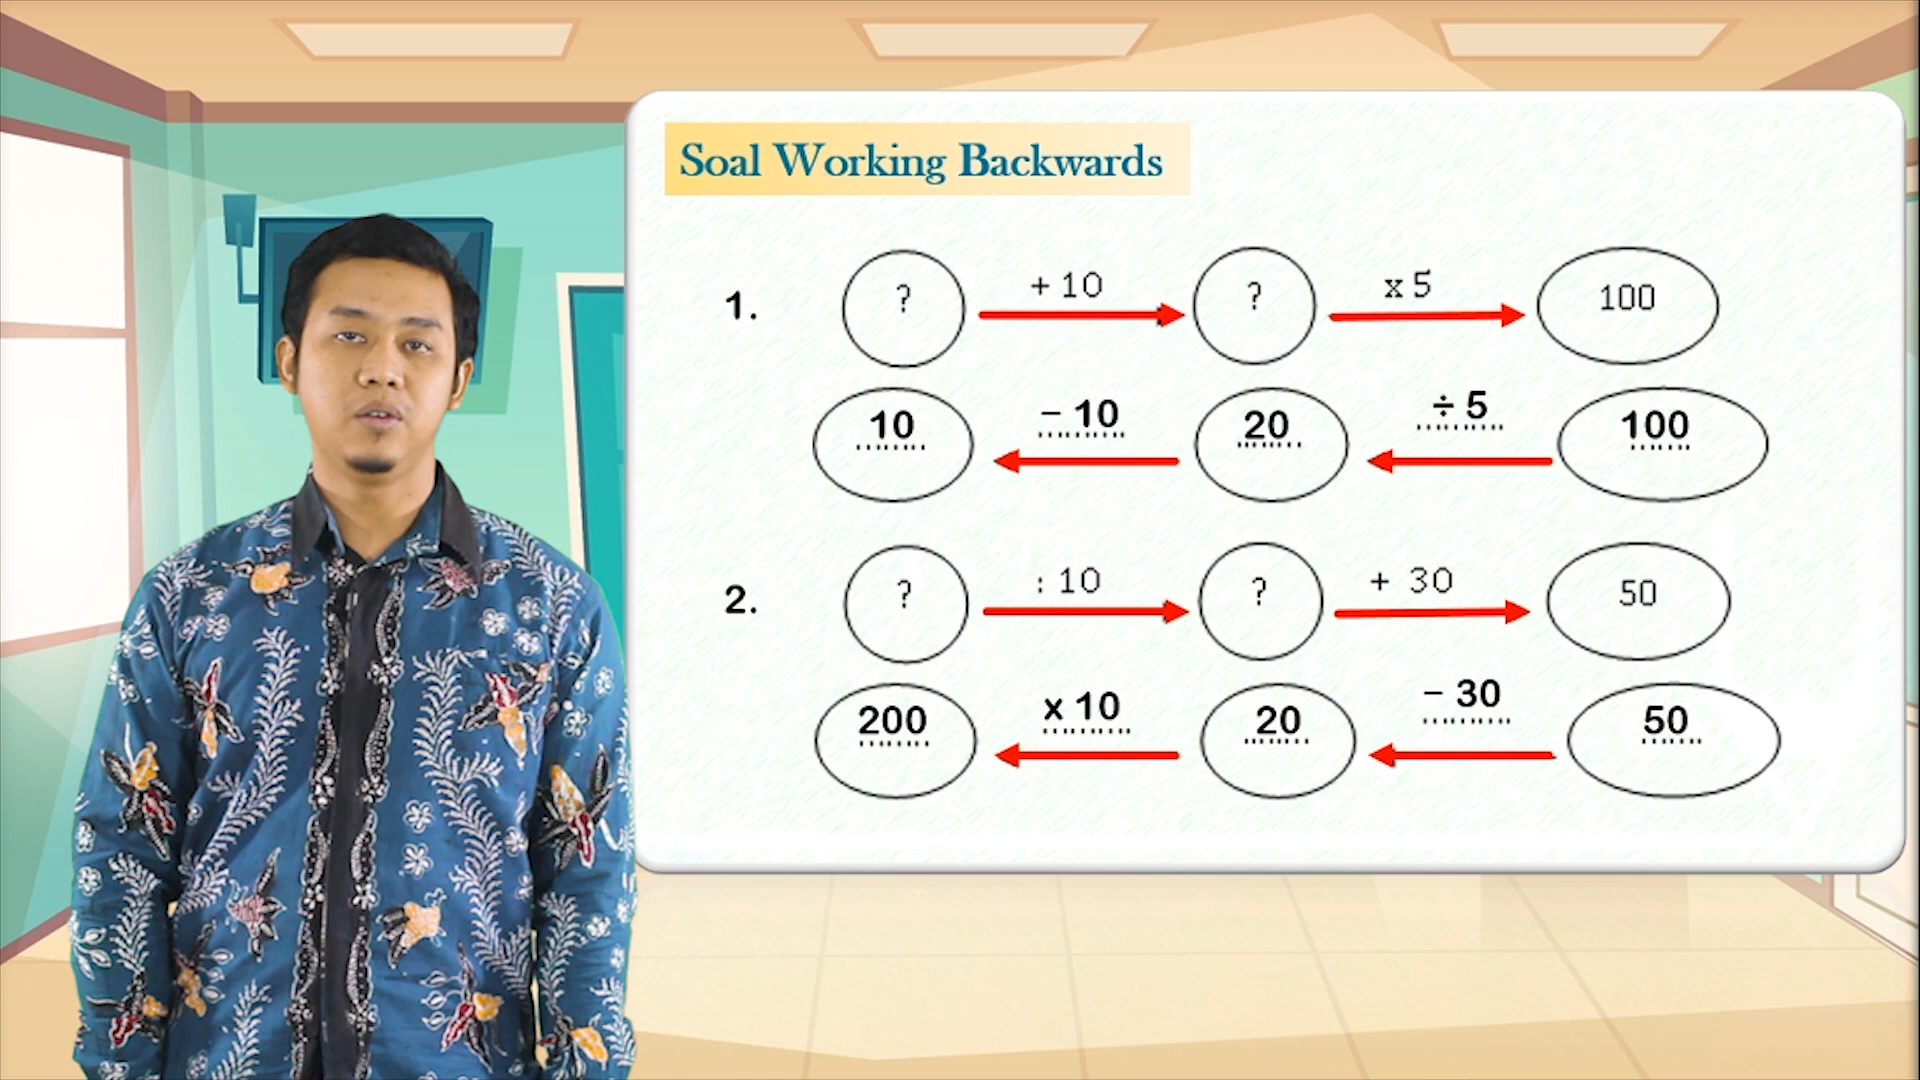 Soal Working Backwards
1. ? + 10 ? x 5 100
10 – 10 20 ÷ 5 100
2. ? : 10 ? + 30 50
200 x 10 20 – 30 50